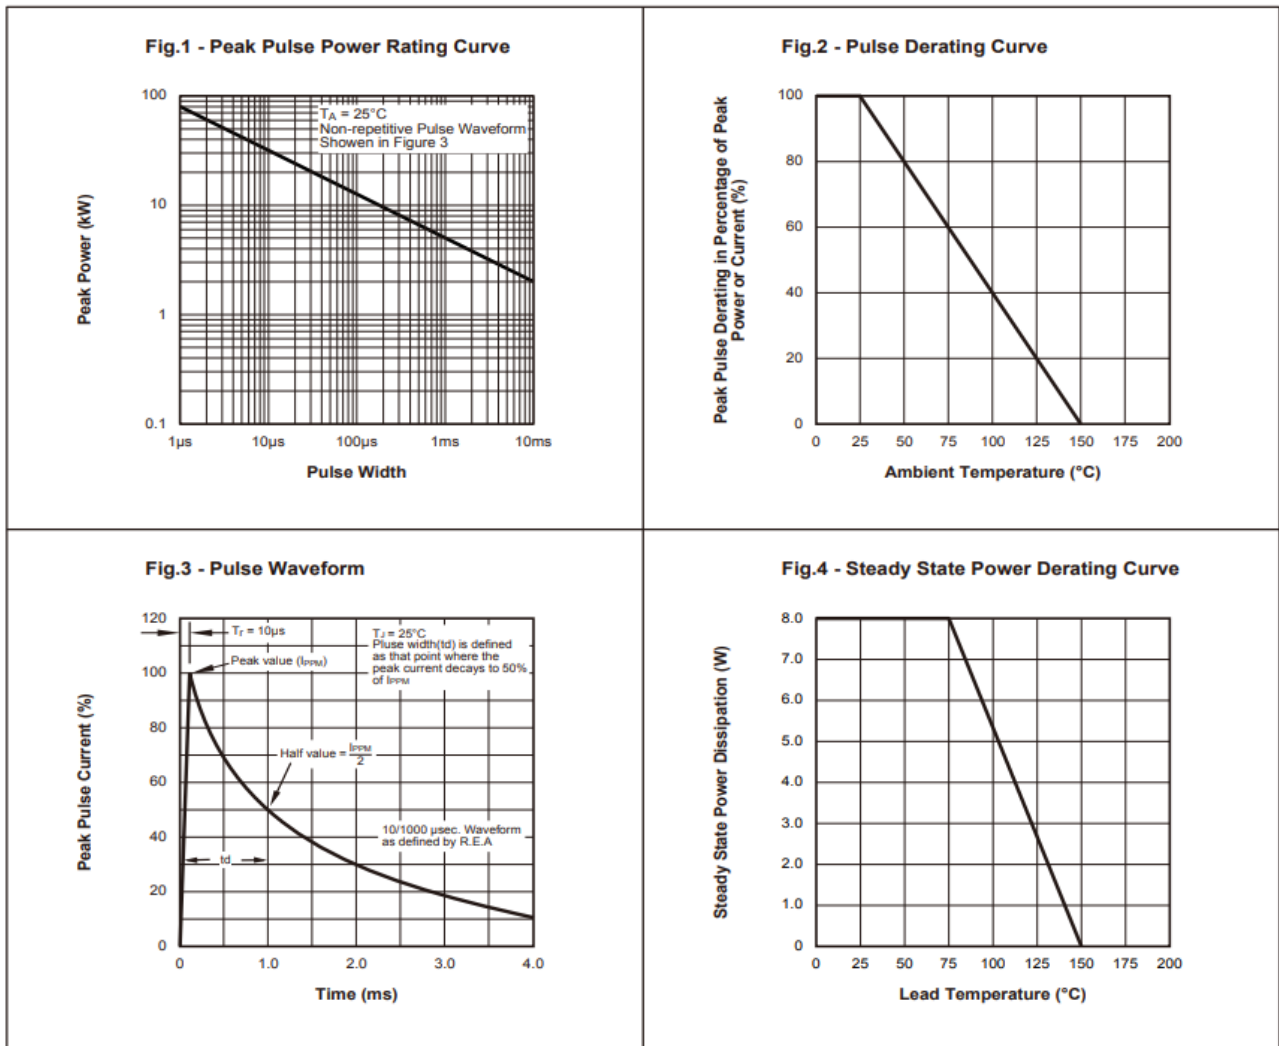 Fig.1 - Peak Pulse Power Rating Curve
Peak Power (kW)
100
10
1
0.1
TA = 25°C
Non-repetitive Pulse Waveform
Showen in Figure 3
1µs
10µs
100µs
1ms
10ms
Pulse Width
Fig.2 - Pulse Derating Curve
Peak Pulse Derating in Percentage of Peak
Power or Current (%)
100
80
60
40
20
0
0
25
50
75
100
125
150
175
200
Ambient Temperature (°C)
Fig.3 - Pulse Waveform
Peak Pulse Current (%)
120
100
80
60
40
20
0
Tr = 10µs
Peak value (IPPM)
TJ = 25°C
Pluse width(td) is defined
as that point where the
peak current decays to 50%
of IPPM
Half value = IPPM
2
10/1000 µsec. Waveform
as defined by R.E.A
td
0
1.0
2.0
3.0
4.0
Time (ms)
Fig.4 - Steady State Power Derating Curve
Steady State Power Dissipation (W)
8.0
7.0
6.0
5.0
4.0
3.0
2.0
1.0
0
0
25
50
75
100
125
150
175
200
Lead Temperature (°C)